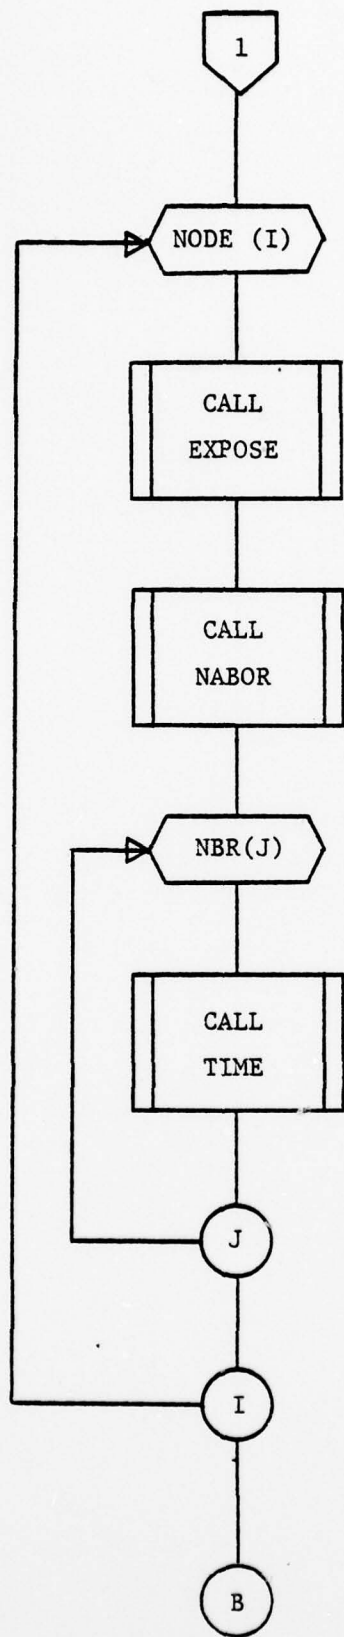 1
NODE (I)
CALL
EXPOSE
CALL
NABOR
NBR(J)
CALL
TIME
J
I
B